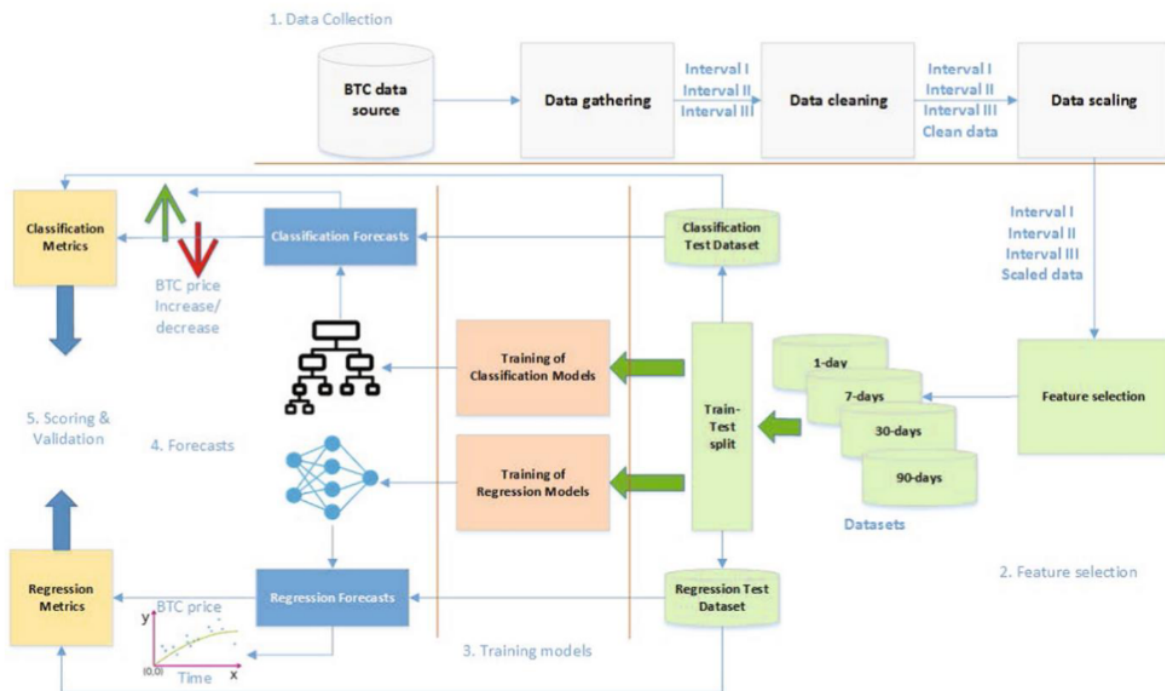 1. Data Collection
BTC data
source
Data gathering
Interval I
Interval II
Interval III
Data cleaning
Interval I
Interval II
Interval III
Clean data
Data scaling
Classification
Metrics
BTC price
Increase/
decrease
Classification Forecasts
Classification
Test Dataset
Interval I
Interval II
Interval III
Scaled data
Training of
Classification Models
Train-
Test
split
1-day
7-days
30-days
90-days
Datasets
Feature selection
5. Scoring &
Validation
4. Forecasts
Training of
Regression Models
2. Feature selection
Regression
Metrics
Regression Forecasts
Regression Test
Dataset
BTC price
y
(0,0)
Time
x
3. Training models